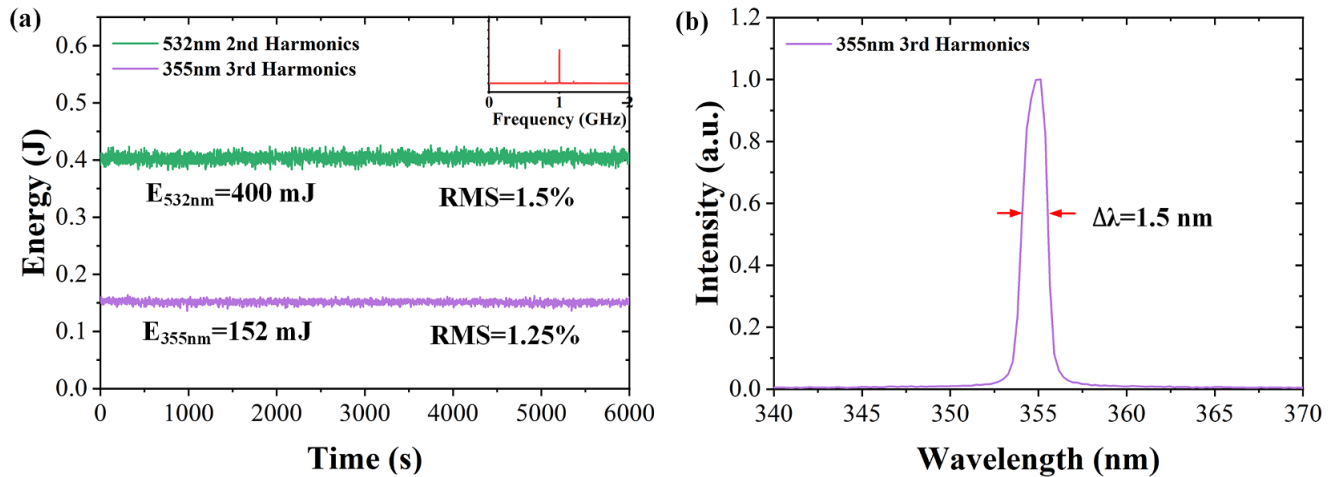 (a)
532nm 2nd Harmonics
355nm 3rd Harmonics
0 1 2
Frequency (GHz)
0.6
0.5
0.4
0.3
0.2
0.1
0.0
Energy (J)
E532nm=400 mJ RMS=1.5%
E355nm=152 mJ RMS=1.25%
0 1000 2000 3000 4000 5000 6000
Time (s)
(b)
355nm 3rd Harmonics
1.2
1.0
0.8
0.6
0.4
0.2
0.0
Intensity (a.u.)
Δλ=1.5 nm
340 345 350 355 360 365 370
Wavelength (nm)